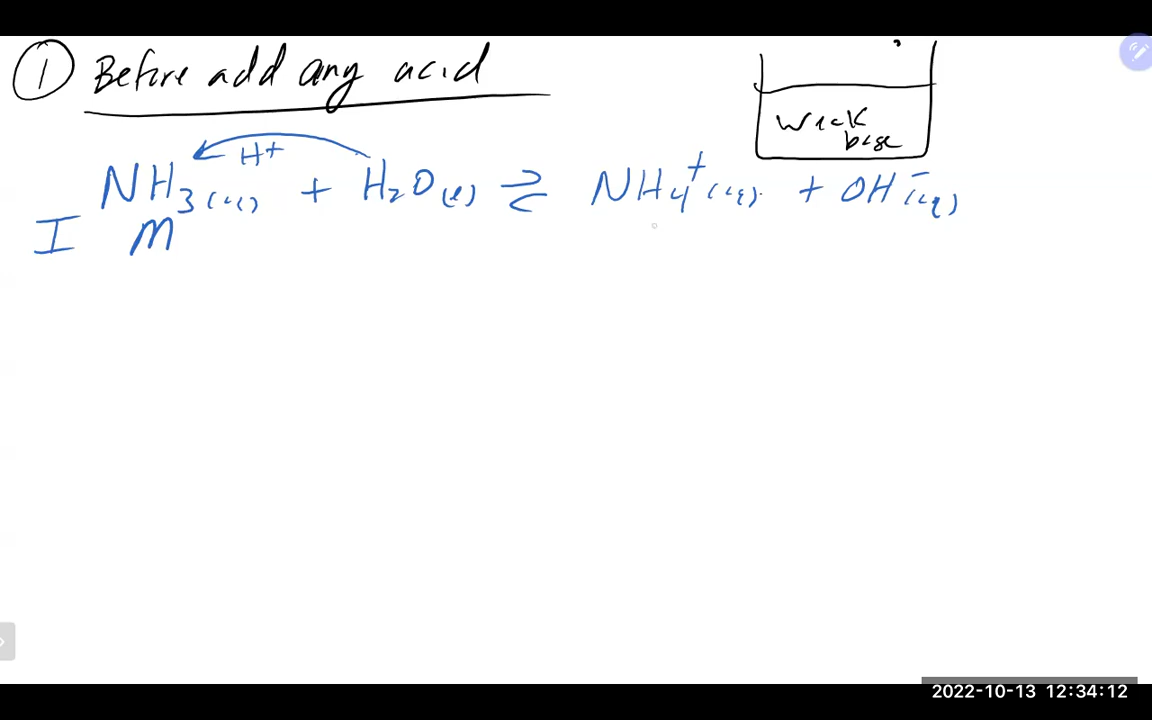 ① Before add any acid
weak
base
H+
NH₃(aq) + H₂O(l) ⇌ NH₄⁺(aq) + OH⁻(aq)
I M
2022-10-13 12:34:12